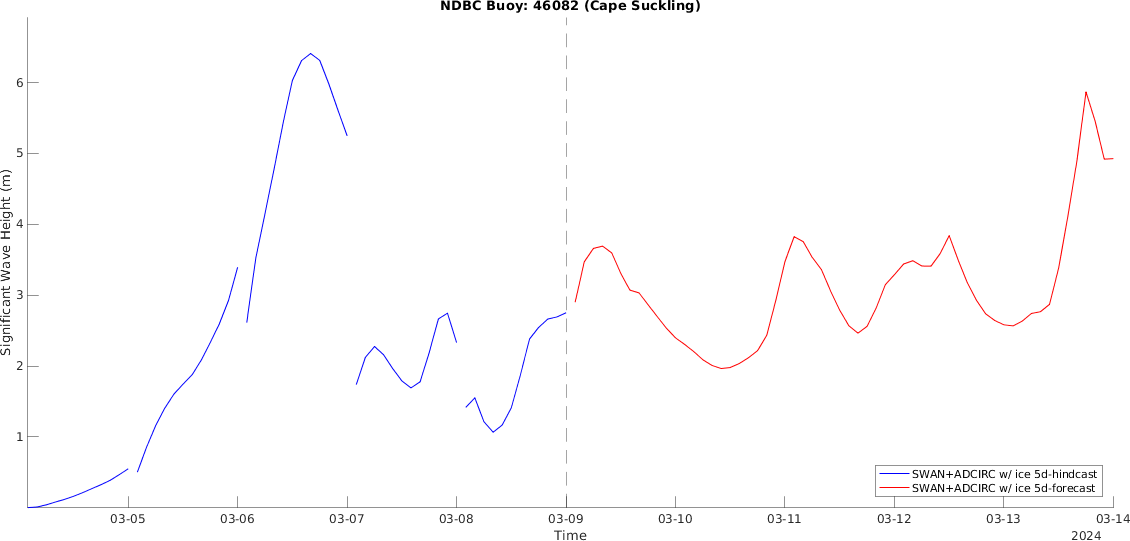 NDBC Buoy: 46082 (Cape Suckling)
Significant Wave Height (m)
6
5
4
3
2
1
SWAN+ADCIRC w/ ice 5d-hindcast
SWAN+ADCIRC w/ ice 5d-forecast
03-05 03-06 03-07 03-08 03-09 03-10 03-11 03-12 03-13 03-14
Time
2024